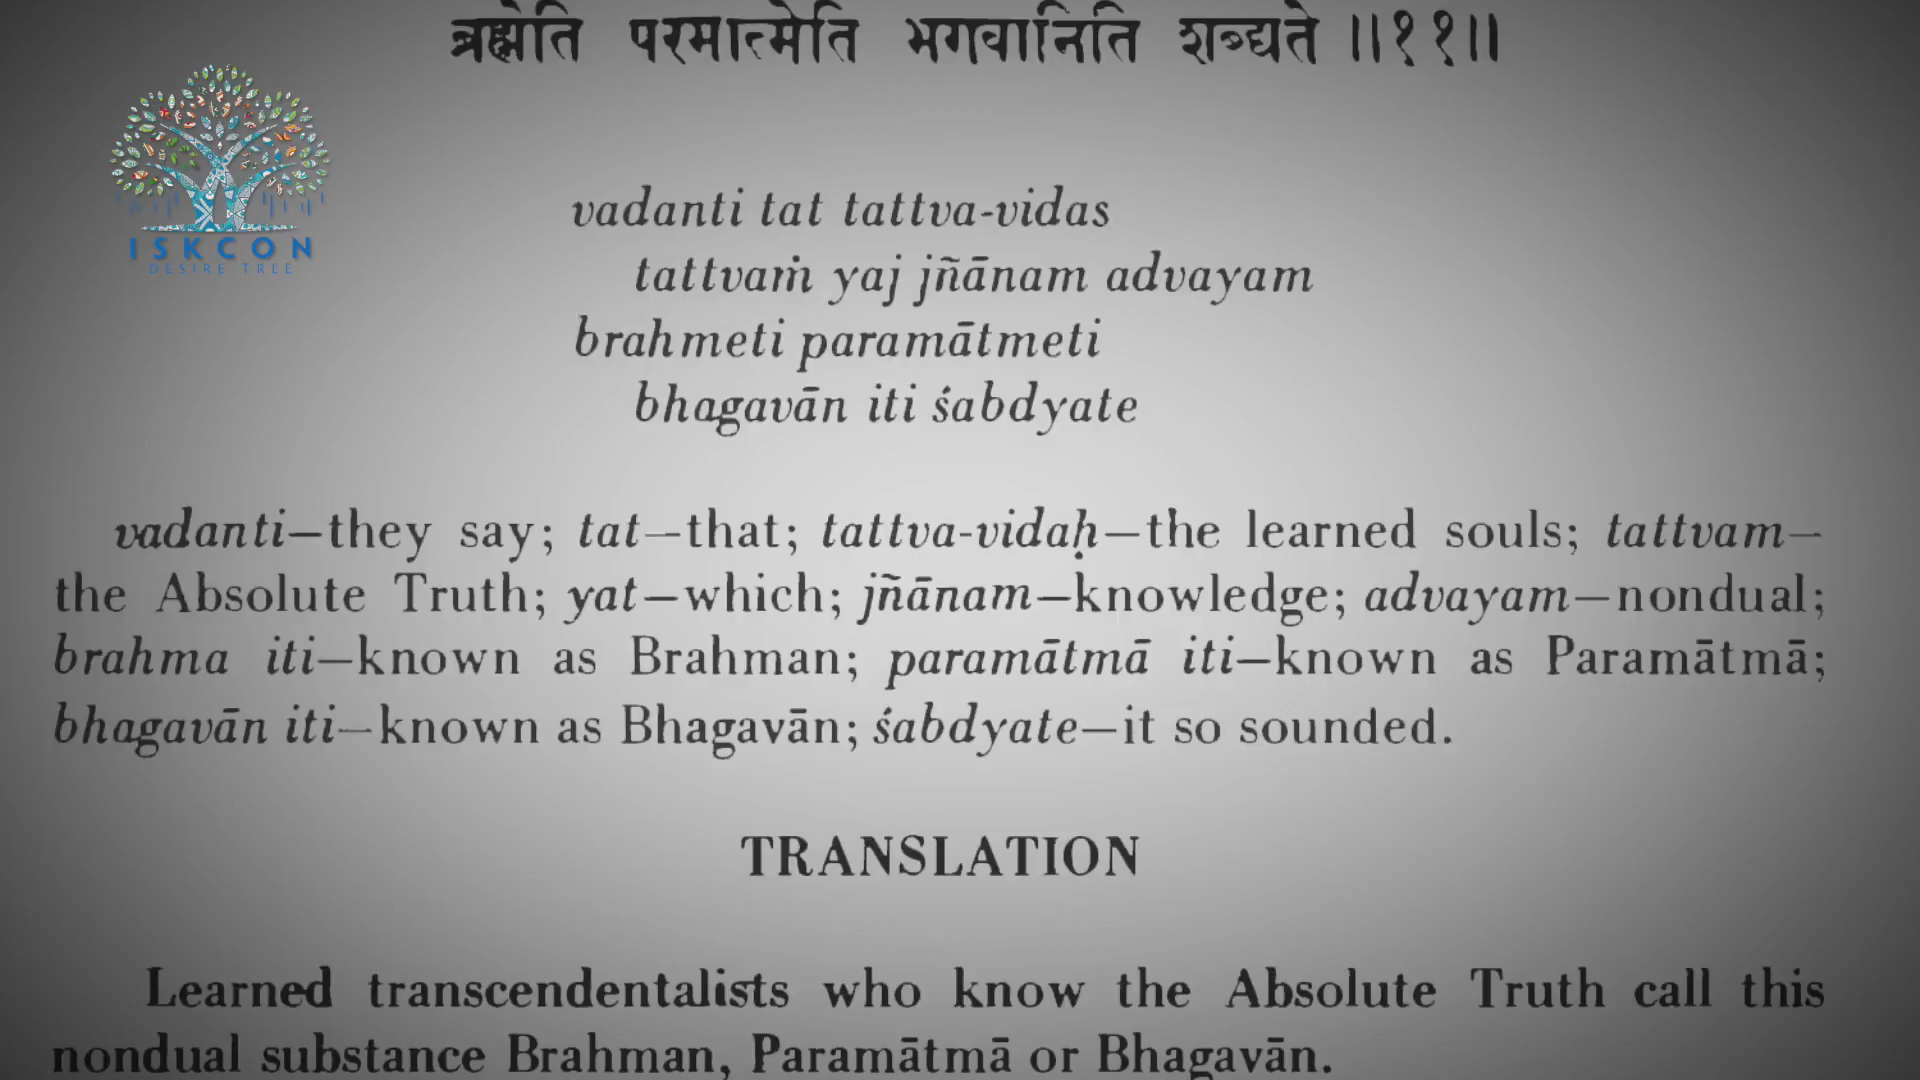 ब्रह्मेति परमात्मेति भगवानिति शब्द्यते ॥११॥
ISKCON
DESIRE TREE
vadanti tat tattva-vidas
tattvaṁ yaj jñānam advayam
brahmeti paramātmeti
bhagavān iti śabdyate
vadanti—they say; tat—that; tattva-vidaḥ—the learned souls; tattvam—
the Absolute Truth; yat—which; jñānam—knowledge; advayam—nondual;
brahma iti—known as Brahman; paramātmā iti—known as Paramātmā;
bhagavān iti—known as Bhagavān; śabdyate—it so sounded.
TRANSLATION
Learned transcendentalists who know the Absolute Truth call this
nondual substance Brahman, Paramātmā or Bhagavān.